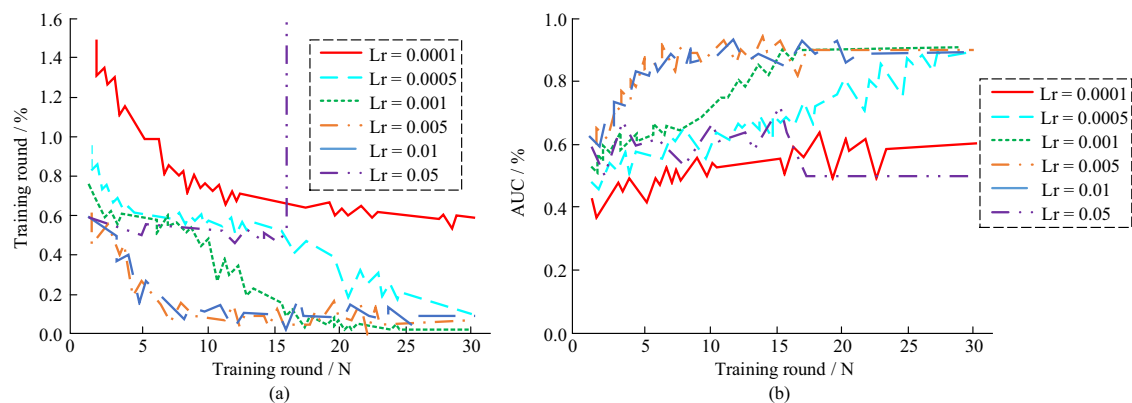 1.6
1.4
1.2
1.0
0.8
0.6
0.4
0.2
0.0
Training round / %
0
5
10
15
20
25
30
Training round / N
(a)
Lr = 0.0001
Lr = 0.0005
Lr = 0.001
Lr = 0.005
Lr = 0.01
Lr = 0.05
1.0
0.8
0.6
0.4
0.2
0.0
AUC / %
0
5
10
15
20
25
30
Training round / N
(b)
Lr = 0.0001
Lr = 0.0005
Lr = 0.001
Lr = 0.005
Lr = 0.01
Lr = 0.05